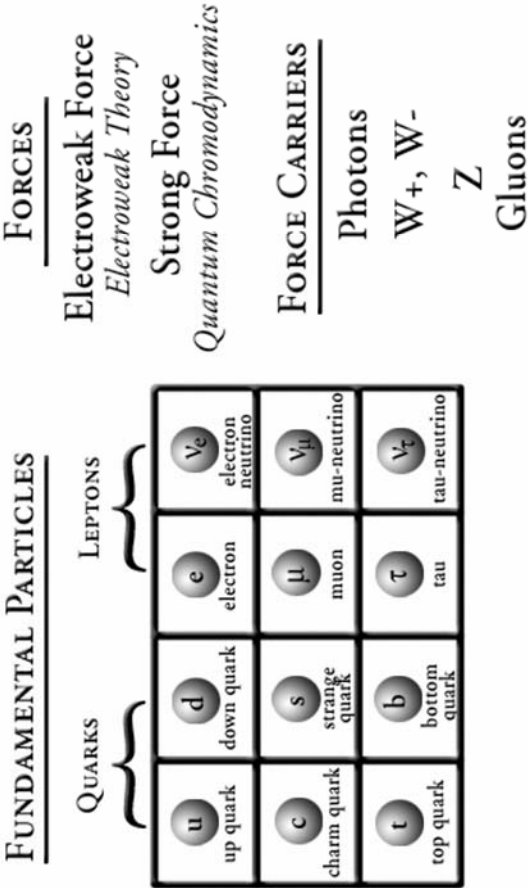 FUNDAMENTAL PARTICLES
QUARKS
LEPTONS
u
up quark
d
down quark
e
electron
νe
electron
neutrino
c
charm quark
s
strange
quark
μ
muon
νμ
mu-neutrino
t
top quark
b
bottom
quark
τ
tau
ντ
tau-neutrino
FORCES
Electroweak Force
Electroweak Theory
Strong Force
Quantum Chromodynamics
FORCE CARRIERS
Photons
W+, W-
Z
Gluons